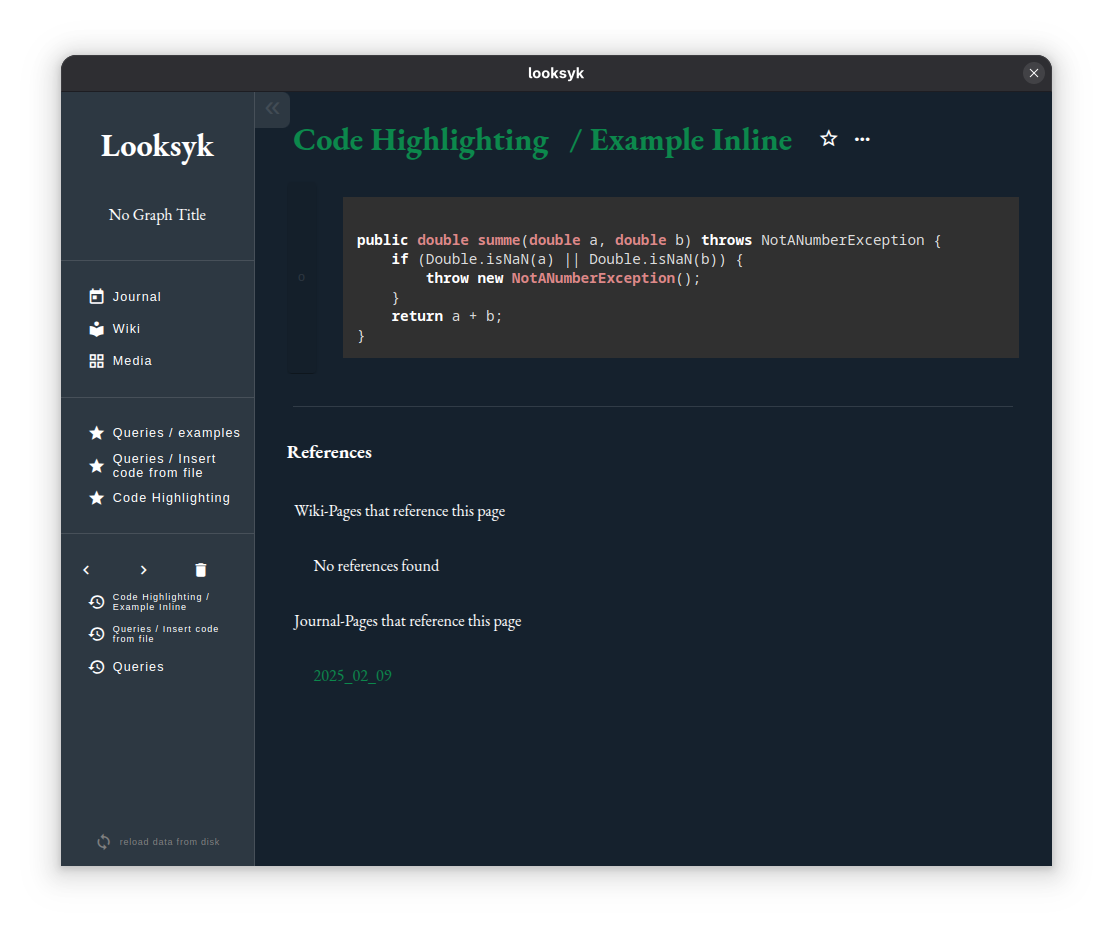 looksyk
Looksyk
No Graph Title
Journal
Wiki
Media
Queries / examples
Queries / Insert
code from file
Code Highlighting
Code Highlighting /
Example Inline
Queries / Insert code
from file
Queries
reload data from disk
Code Highlighting / Example Inline
public double summe(double a, double b) throws NotANumberException {
    if (Double.isNaN(a) || Double.isNaN(b)) {
        throw new NotANumberException();
    }
    return a + b;
}
References
Wiki-Pages that reference this page
No references found
Journal-Pages that reference this page
2025_02_09